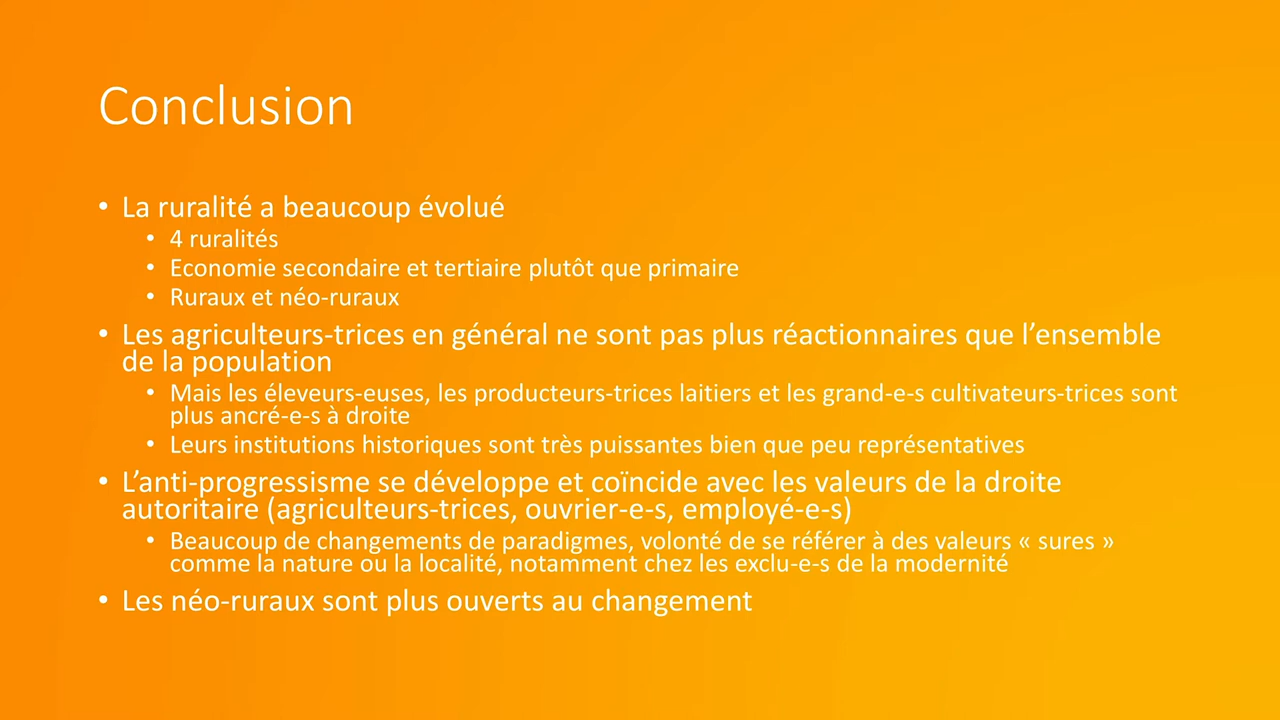 Conclusion
• La ruralité a beaucoup évolué
• 4 ruralités
• Economie secondaire et tertiaire plutôt que primaire
• Ruraux et néo-ruraux
• Les agriculteurs-trices en général ne sont pas plus réactionnaires que l’ensemble
de la population
• Mais les éleveurs-euses, les producteurs-trices laitiers et les grand-e-s cultivateurs-trices sont
plus ancré-e-s à droite
• Leurs institutions historiques sont très puissantes bien que peu représentatives
• L’anti-progressisme se développe et coïncide avec les valeurs de la droite
autoritaire (agriculteurs-trices, ouvrier-e-s, employé-e-s)
• Beaucoup de changements de paradigmes, volonté de se référer à des valeurs « sures »
comme la nature ou la localité, notamment chez les exclu-e-s de la modernité
• Les néo-ruraux sont plus ouverts au changement